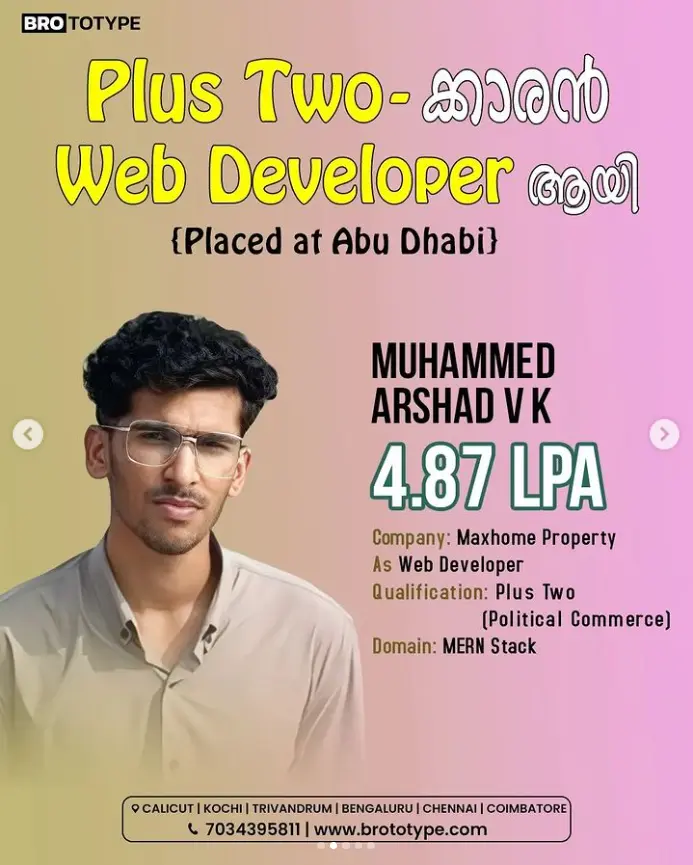 BROTOTYPE
Plus Two-ക്കാരൻ
Web Developer ആയി
{Placed at Abu Dhabi}
MUHAMMED
ARSHAD V K
4.87 LPA
Company: Maxhome Property
As Web Developer
Qualification: Plus Two
(Political Commerce)
Domain: MERN Stack
CALICUT | KOCHI | TRIVANDRUM | BENGALURU | CHENNAI | COIMBATORE
7034395811 | www.brototype.com